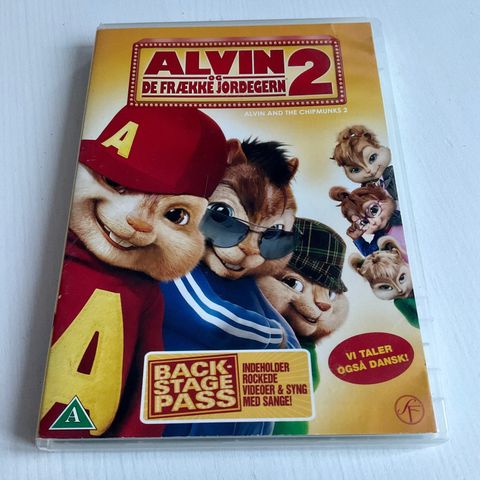 ALVIN
OG
DE FRÆKKE JORDEGERN 2
ALVIN AND THE CHIPMUNKS 2
A
A
BACK-
STAGE
PASS
INDEHOLDER
ROCKEDE
VIDEOER & SYNG
MED SANGE!
VI TALER
OGSÅ DANSK!
A
SF